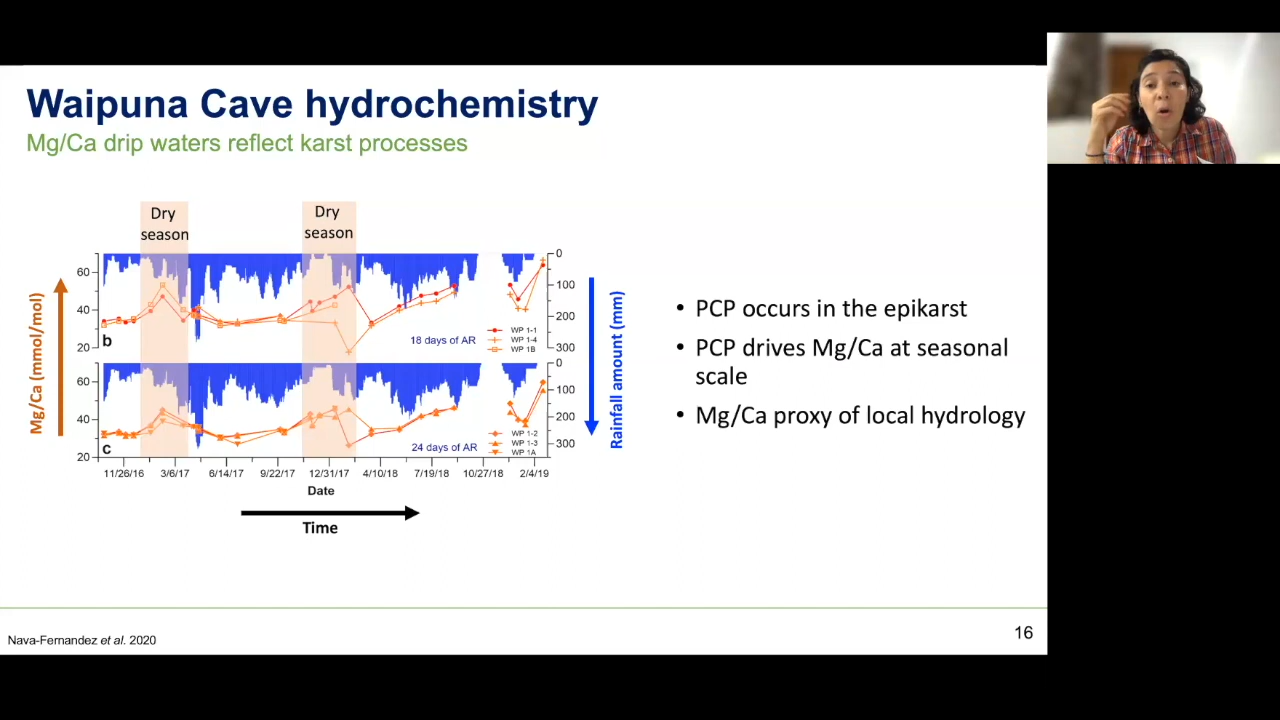 Waipuna Cave hydrochemistry
Mg/Ca drip waters reflect karst processes
Dry
season
Dry
season
Mg/Ca (mmol/mol)
60
40
20
b
18 days of AR
WP 1-1
WP 1-4
WP 1B
0
100
200
300
60
40
20
c
24 days of AR
WP 1-2
WP 1-3
WP 1A
0
100
200
300
Rainfall amount (mm)
11/26/16 3/6/17 6/14/17 9/22/17 12/31/17 4/10/18 7/19/18 10/27/18 2/4/19
Date
Time
• PCP occurs in the epikarst
• PCP drives Mg/Ca at seasonal
scale
• Mg/Ca proxy of local hydrology
Nava-Fernandez et al. 2020
16